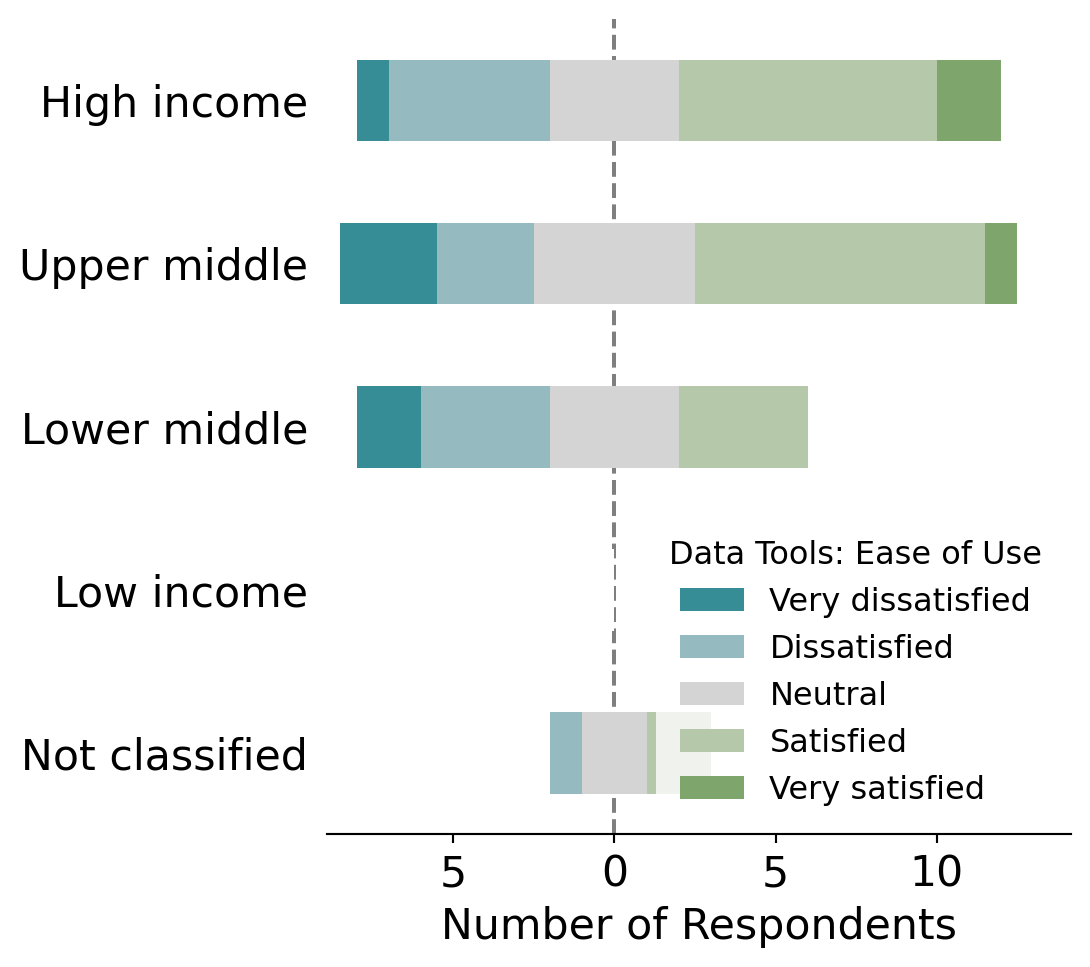 High income
Upper middle
Lower middle
Low income
Not classified
Data Tools: Ease of Use
Very dissatisfied
Dissatisfied
Neutral
Satisfied
Very satisfied
5 0 5 10
Number of Respondents